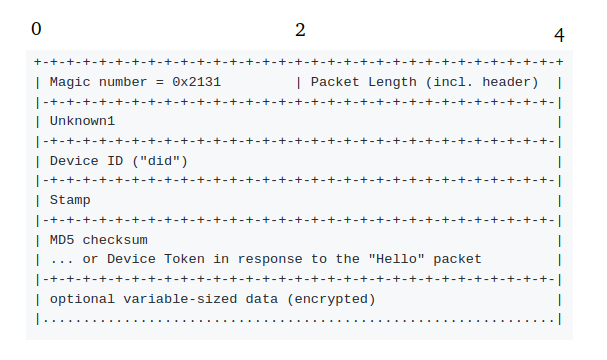 0 2 4
+-+-+-+-+-+-+-+-+-+-+-+-+-+-+-+-+-+-+-+-+-+-+-+-+-+-+-+-+-+-+-+-+
| Magic number = 0x2131         | Packet Length (incl. header)  |
|-+-+-+-+-+-+-+-+-+-+-+-+-+-+-+-+-+-+-+-+-+-+-+-+-+-+-+-+-+-+-+-|
| Unknown1                                                      |
|-+-+-+-+-+-+-+-+-+-+-+-+-+-+-+-+-+-+-+-+-+-+-+-+-+-+-+-+-+-+-+-|
| Device ID ("did")                                             |
|-+-+-+-+-+-+-+-+-+-+-+-+-+-+-+-+-+-+-+-+-+-+-+-+-+-+-+-+-+-+-+-|
| Stamp                                                         |
|-+-+-+-+-+-+-+-+-+-+-+-+-+-+-+-+-+-+-+-+-+-+-+-+-+-+-+-+-+-+-+-|
| MD5 checksum                                                  |
| ... or Device Token in response to the "Hello" packet         |
|-+-+-+-+-+-+-+-+-+-+-+-+-+-+-+-+-+-+-+-+-+-+-+-+-+-+-+-+-+-+-+-|
| optional variable-sized data (encrypted)                      |
|...............................................................|